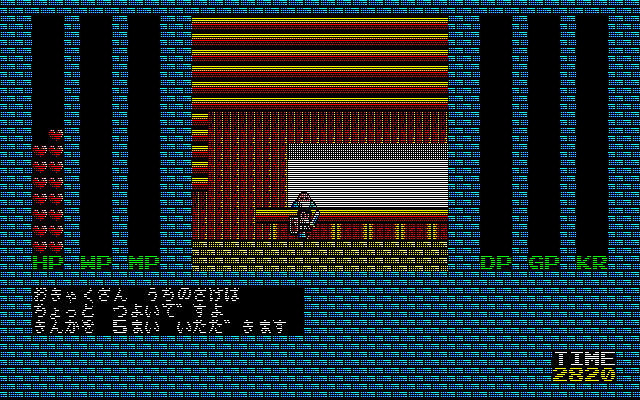 HP WP MP
DP GP KR
おきゃくさん うちのさけは
ちょっと つよいですよ
きんかを 5まい いただきます
TIME
2820